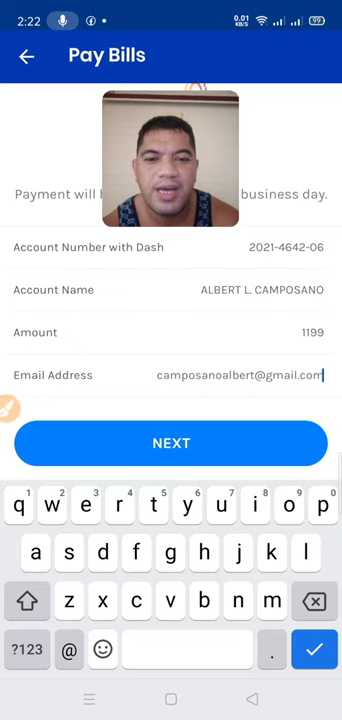 2:22
0.01
KB/S
99
Pay Bills
Payment will b business day.
Account Number with Dash 2021-4642-06
Account Name ALBERT L. CAMPOSANO
Amount 1199
Email Address camposanoalbert@gmail.com
NEXT
1 2 3 4 5 6 7 8 9 0
q w e r t y u i o p
a s d f g h j k l
z x c v b n m
?123 @ .